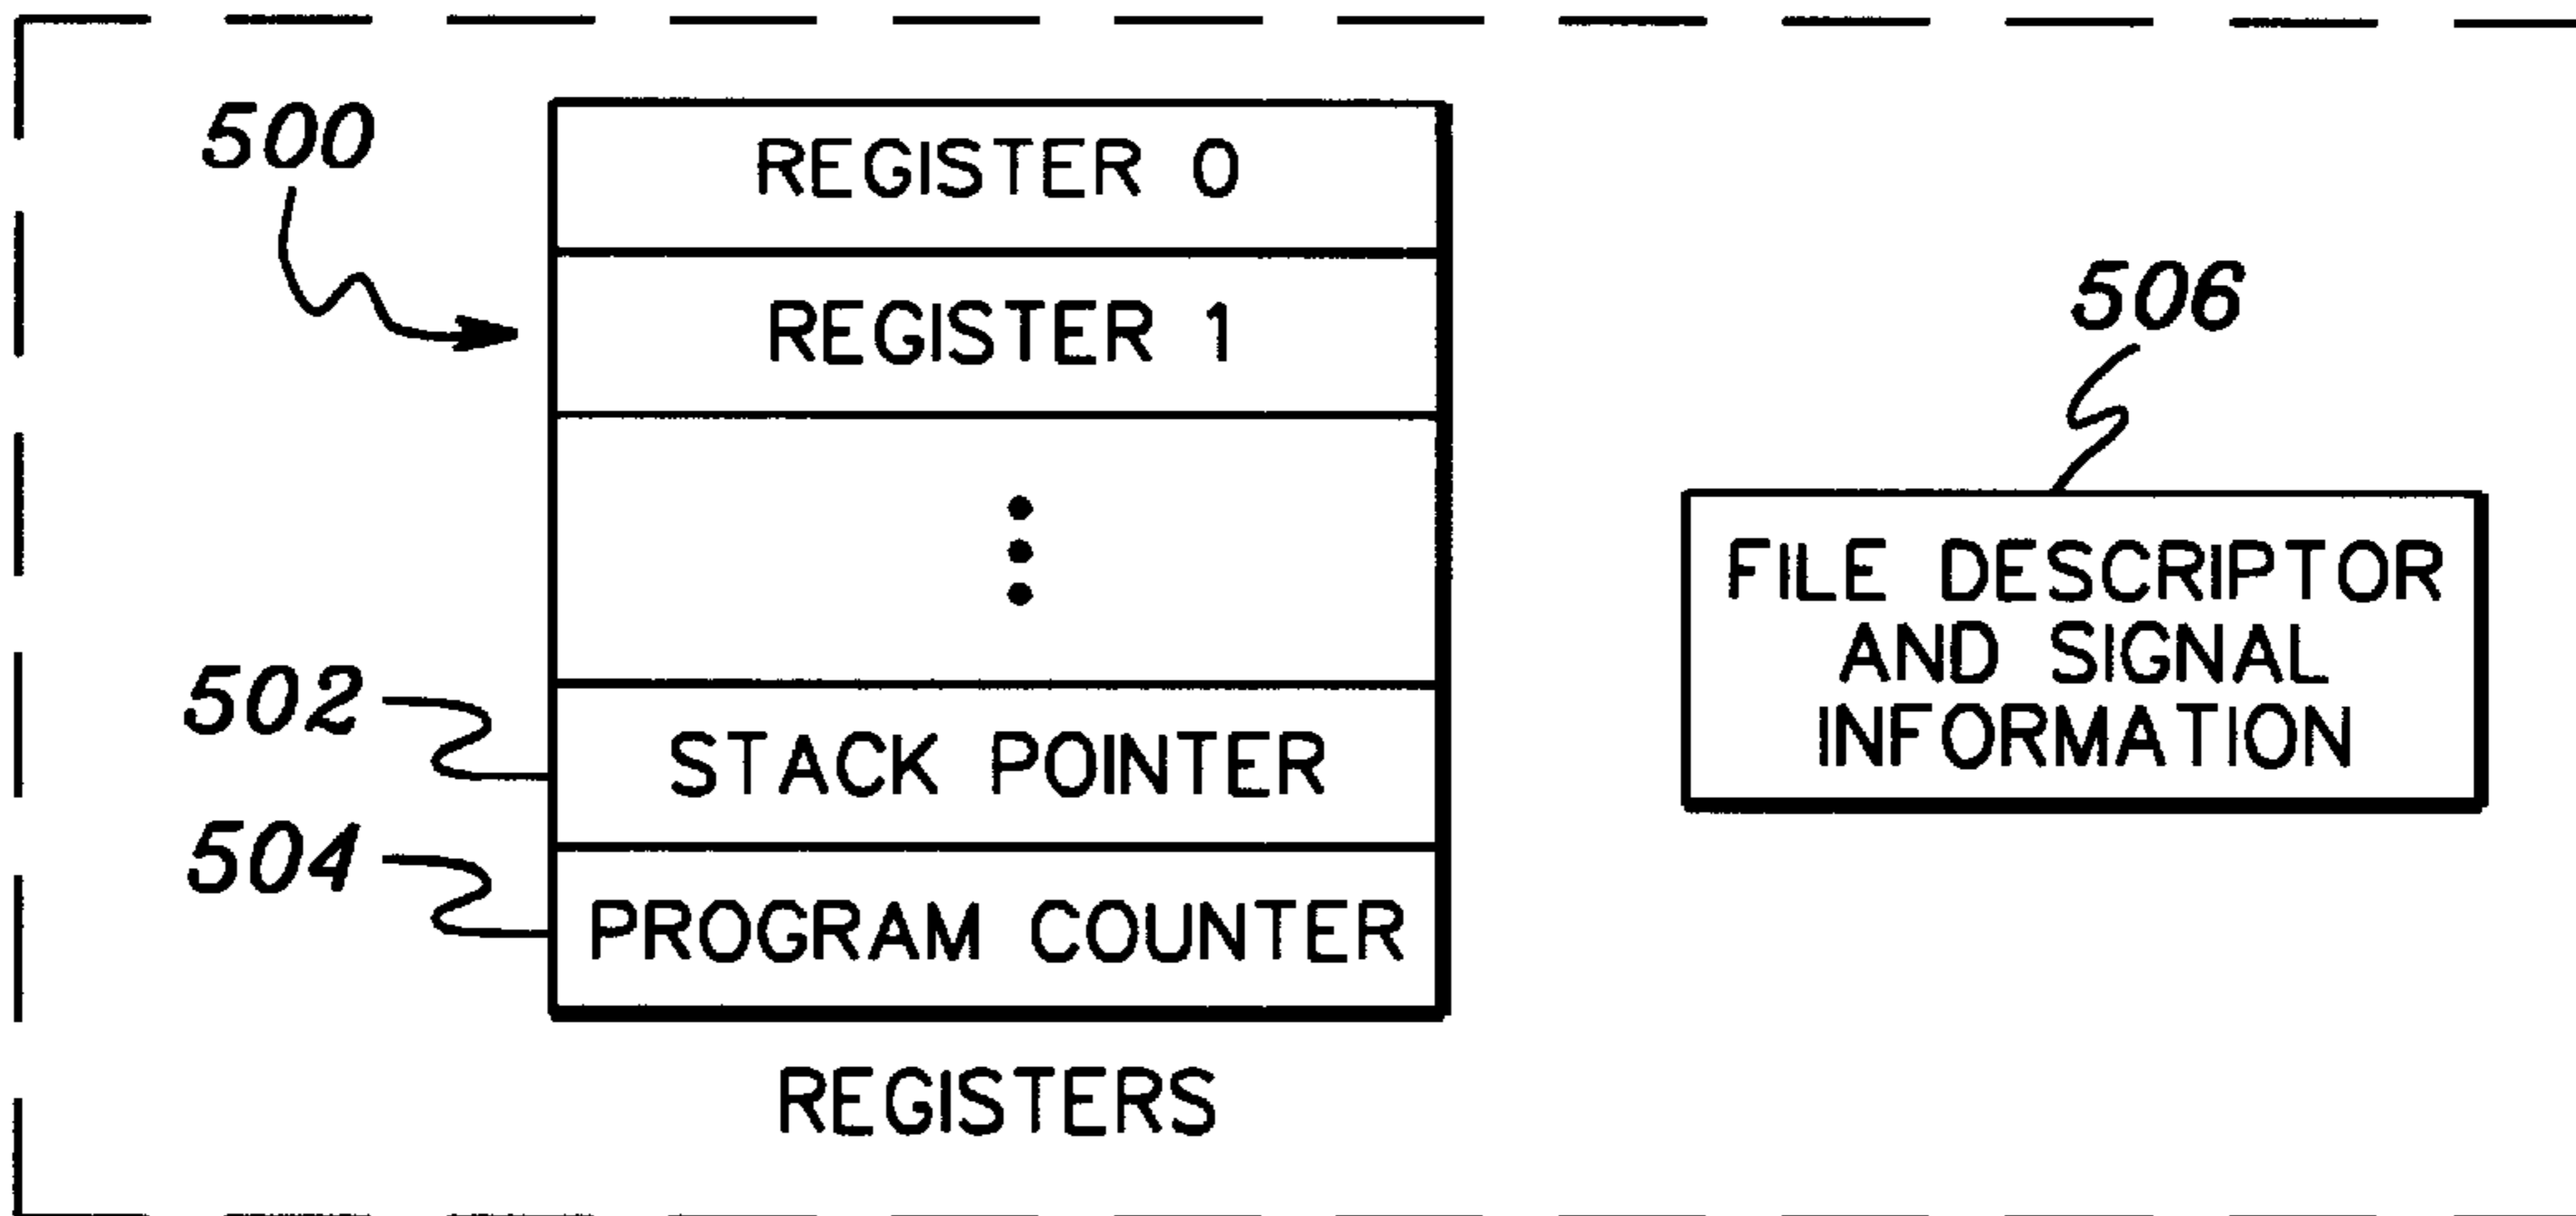 500
REGISTER 0
REGISTER 1
502
STACK POINTER
504
PROGRAM COUNTER
REGISTERS
506
FILE DESCRIPTOR
AND SIGNAL
INFORMATION